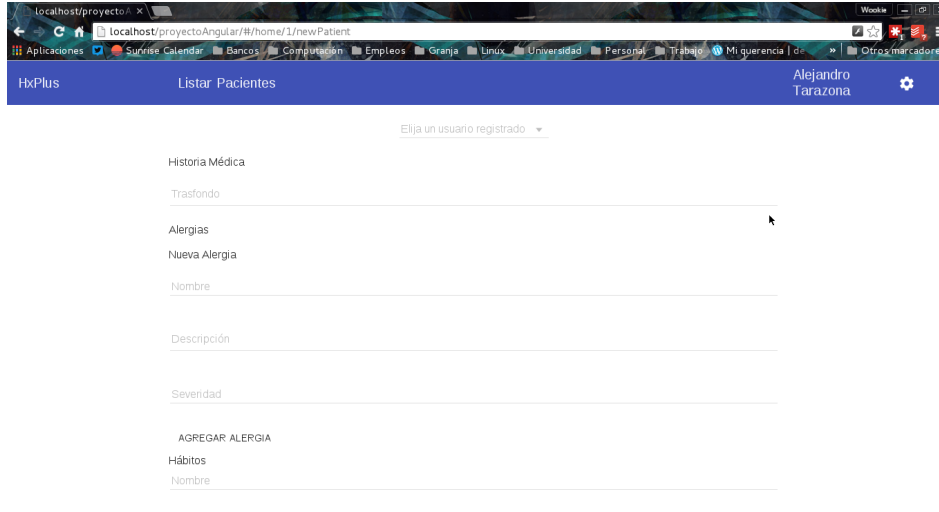 localhost/proyectoA
Wookie
localhost/proyectoAngular/#/home/1/newPatient
Aplicaciones Sunrise Calendar Bancos Computación Empleos Granja Linux Universidad Personal Trabajo Mi querencia | de » Otros marcadore
HxPlus Listar Pacientes Alejandro
Tarazona
Elija un usuario registrado
Historia Médica
Trasfondo
Alergias
Nueva Alergia
Nombre
Descripción
Severidad
AGREGAR ALERGIA
Hábitos
Nombre